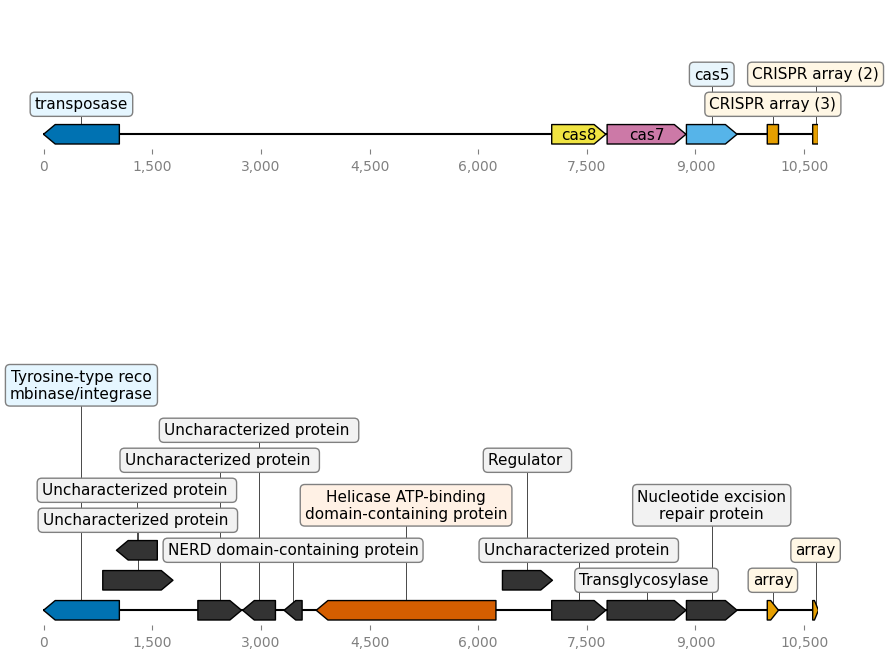 cas5
CRISPR array (2)
transposase
CRISPR array (3)
cas8
cas7
0
1,500
3,000
4,500
6,000
7,500
9,000
10,500
Tyrosine-type reco
mbinase/integrase
Uncharacterized protein
Uncharacterized protein
Regulator
Uncharacterized protein
Helicase ATP-binding
domain-containing protein
Nucleotide excision
repair protein
Uncharacterized protein
NERD domain-containing protein
Uncharacterized protein
array
Transglycosylase
array
0
1,500
3,000
4,500
6,000
7,500
9,000
10,500